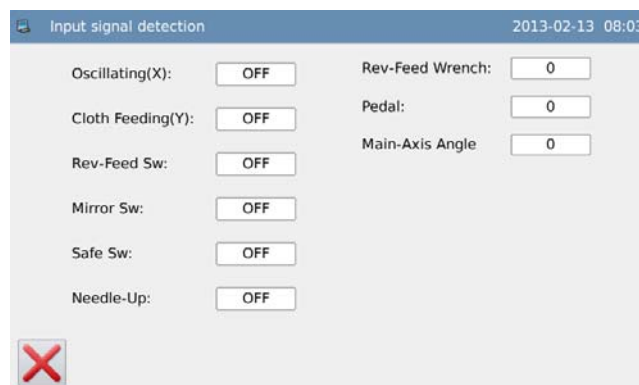 Input signal detection 2013-02-13 08:03
Oscillating(X): OFF
Cloth Feeding(Y): OFF
Rev-Feed Sw: OFF
Mirror Sw: OFF
Safe Sw: OFF
Needle-Up: OFF
Rev-Feed Wrench: 0
Pedal: 0
Main-Axis Angle 0